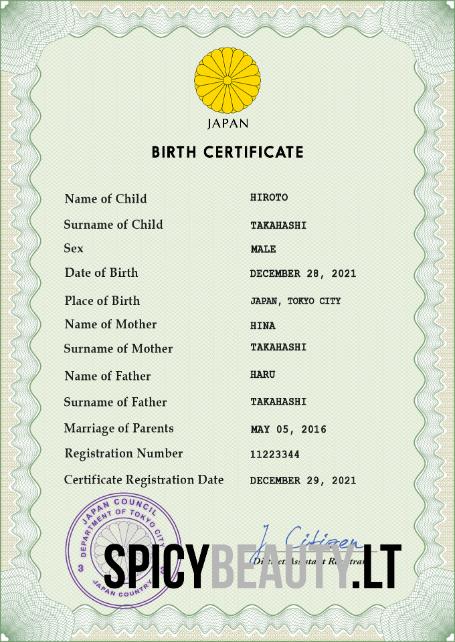 JAPAN
BIRTH CERTIFICATE
Name of Child HIROTO
Surname of Child TAKAHASHI
Sex MALE
Date of Birth DECEMBER 28, 2021
Place of Birth JAPAN, TOKYO CITY
Name of Mother HINA
Surname of Mother TAKAHASHI
Name of Father HARU
Surname of Father TAKAHASHI
Marriage of Parents MAY 05, 2016
Registration Number 11223344
Certificate Registration Date DECEMBER 29, 2021
JAPAN COUNCIL
DEPARTMENT OF TOKYO CITY
3 3
JAPAN COUNTRY
J. Citizen
District Assistant Registrar
SPICYBEAUTY.LT